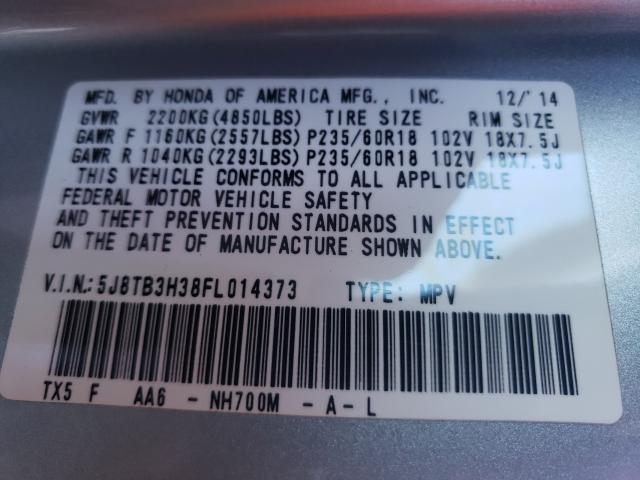 MFD. BY HONDA OF AMERICA MFG., INC. 12/'14
GVWR 2200KG(4850LBS) TIRE SIZE RIM SIZE
GAWR F 1160KG(2557LBS) P235/60R18 102V 18X7.5J
GAWR R 1040KG(2293LBS) P235/60R18 102V 18X7.5J
THIS VEHICLE CONFORMS TO ALL APPLICABLE
FEDERAL MOTOR VEHICLE SAFETY
AND THEFT PREVENTION STANDARDS IN EFFECT
ON THE DATE OF MANUFACTURE SHOWN ABOVE.
V.I.N.:5J8TB3H38FL014373 TYPE: MPV
TX5 F AA6 - NH700M - A - L